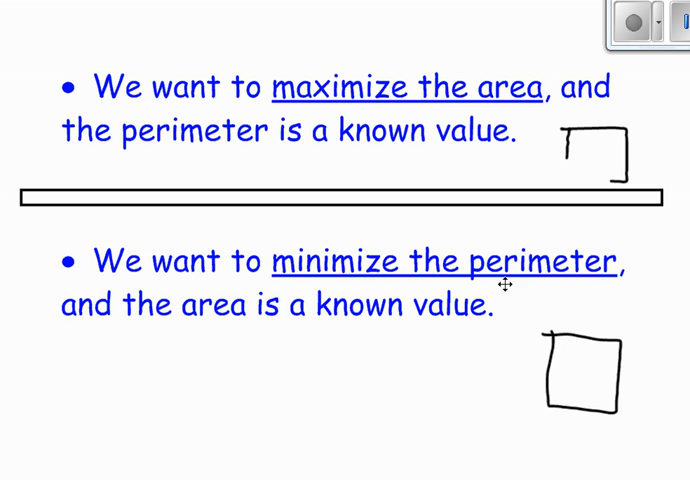 • We want to maximize the area, and
the perimeter is a known value.
• We want to minimize the perimeter,
and the area is a known value.